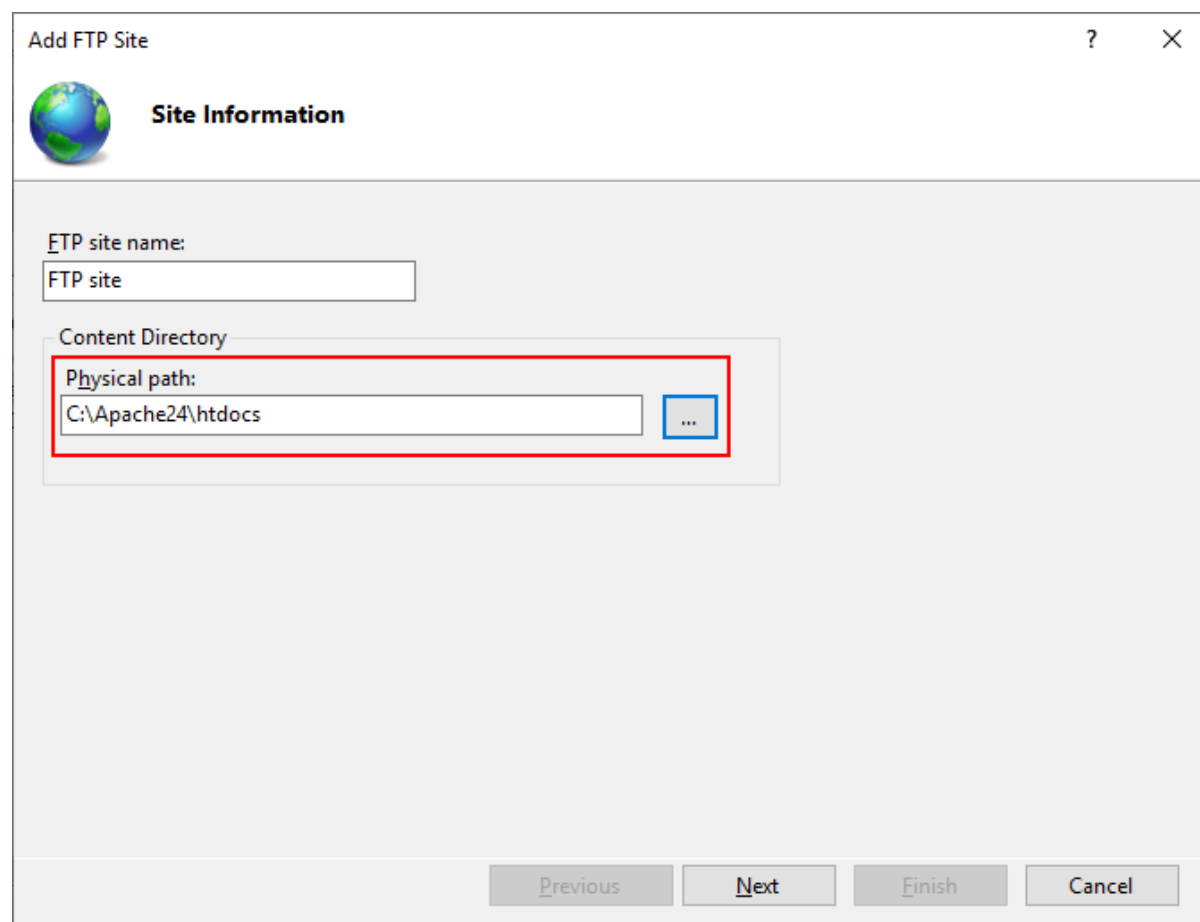 Add FTP Site
?
Site Information
FTP site name:
FTP site
Content Directory
Physical path:
C:\Apache24\htdocs
...
Previous
Next
Finish
Cancel